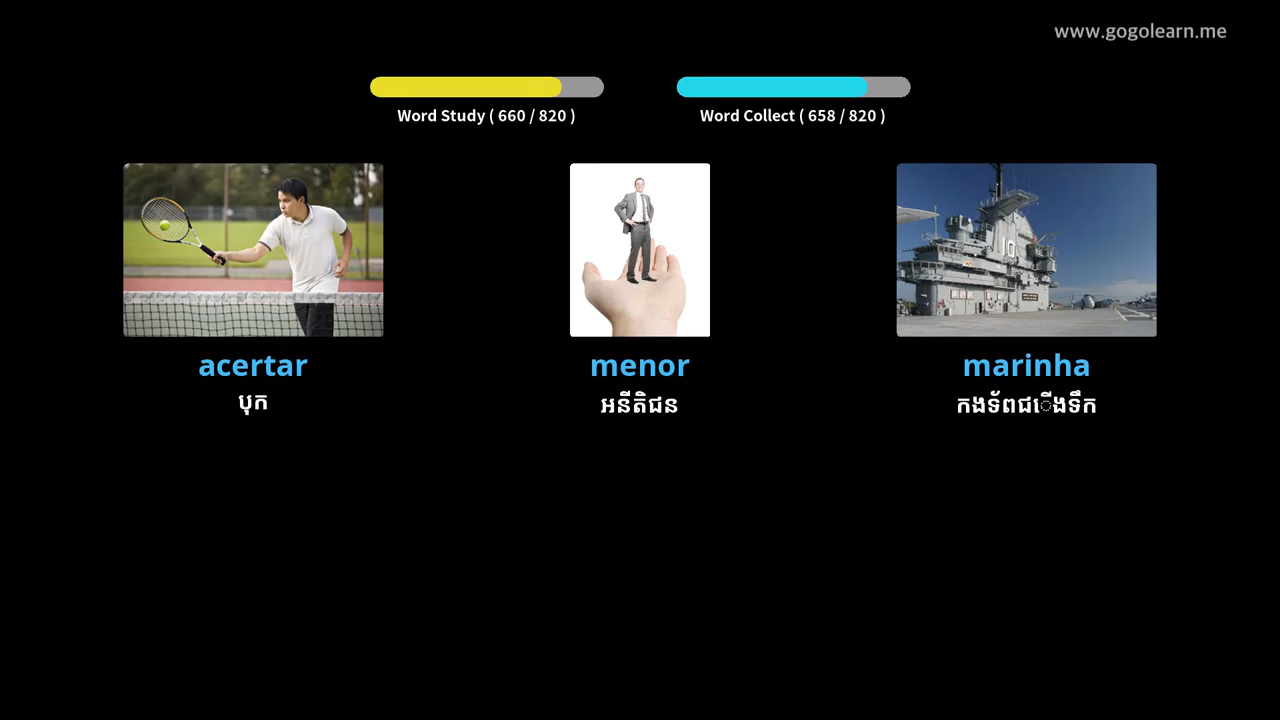 www.gogolearn.me
Word Study ( 660 / 820 )
Word Collect ( 658 / 820 )
acertar
menor
marinha
បុក
អនីតិជន
កងទ័ពជើងទឹក
10